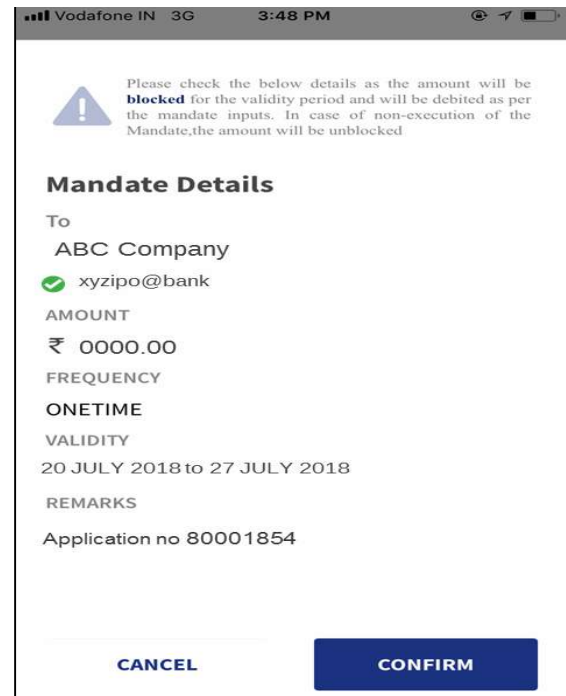 Vodafone IN 3G 3:48 PM
Please check the below details as the amount will be
blocked for the validity period and will be debited as per
the mandate inputs. In case of non-execution of the
Mandate,the amount will be unblocked
Mandate Details
To
ABC Company
xyzipo@bank
AMOUNT
₹ 0000.00
FREQUENCY
ONETIME
VALIDITY
20 JULY 2018 to 27 JULY 2018
REMARKS
Application no 80001854
CANCEL CONFIRM